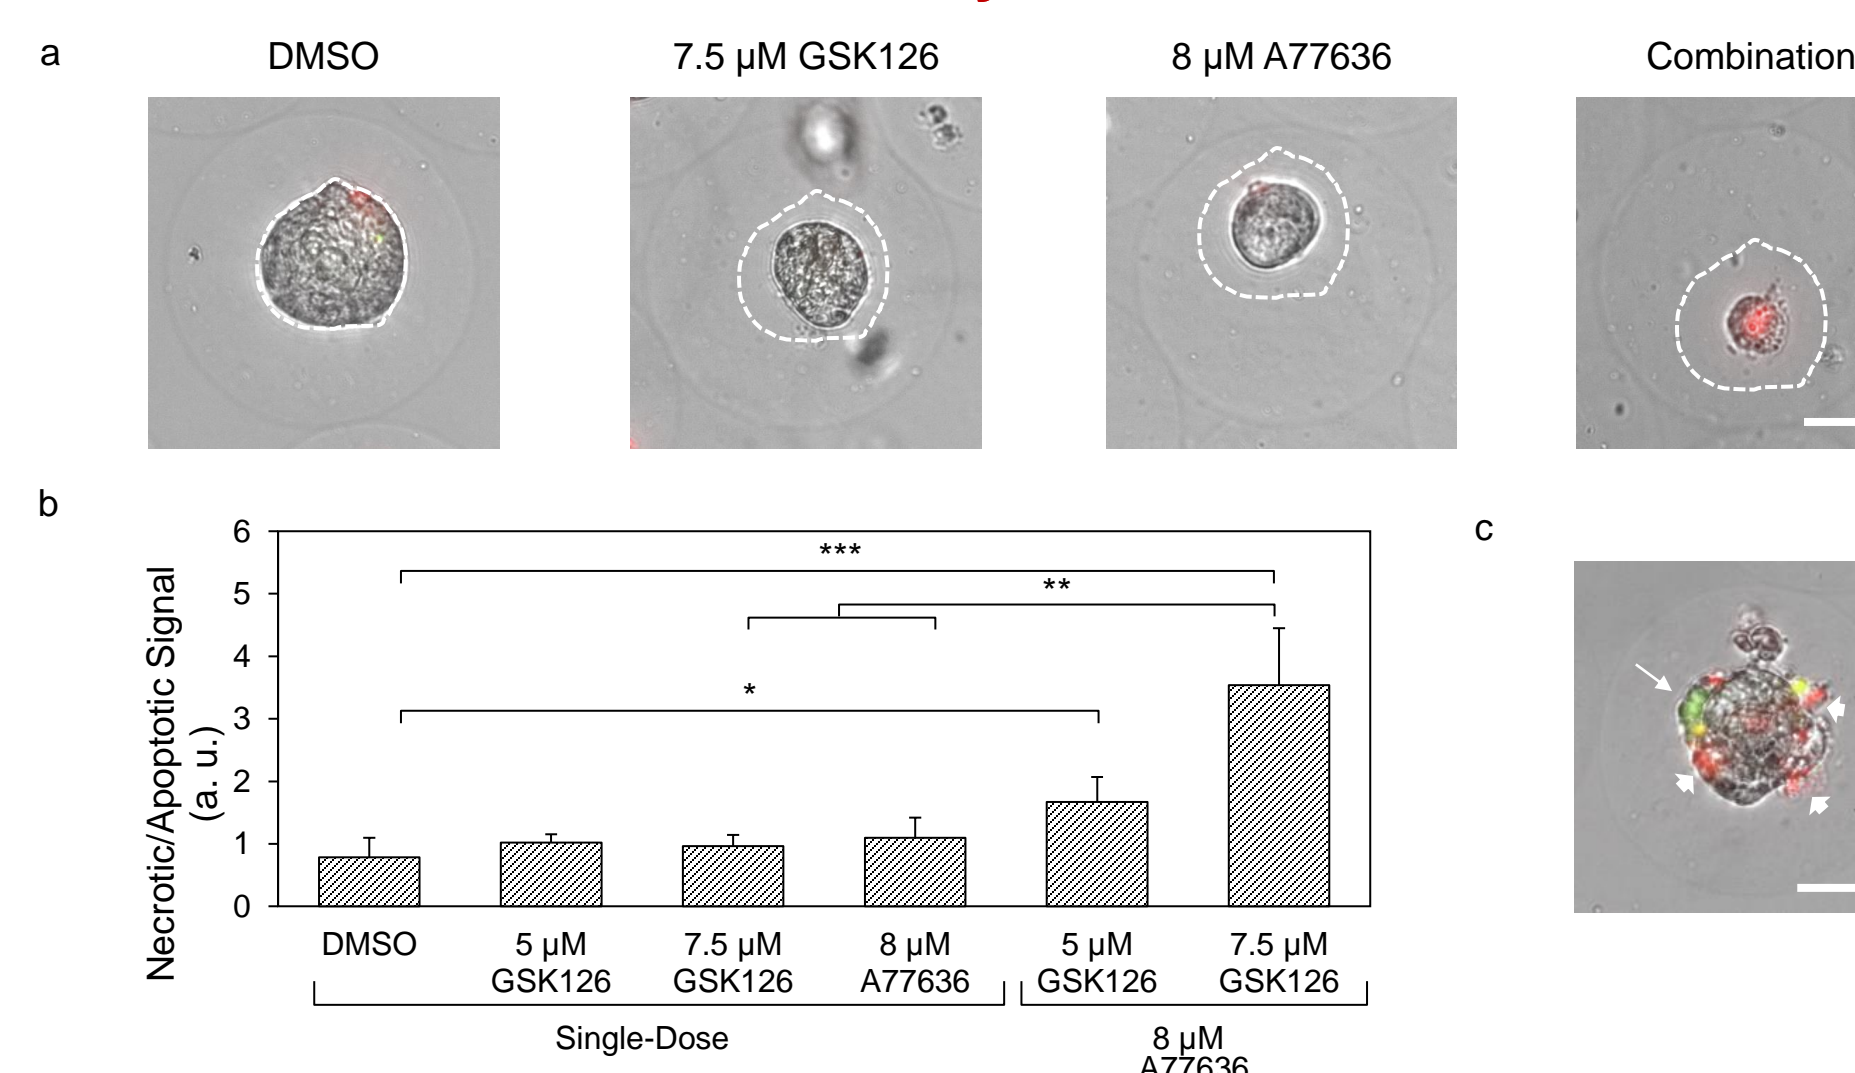 a
DMSO
7.5 µM GSK126
8 µM A77636
Combination
b
6
5
4
3
2
1
0
Necrotic/Apoptotic Signal
(a. u.)
***
**
*
DMSO
5 µM
GSK126
7.5 µM
GSK126
8 µM
A77636
5 µM
GSK126
7.5 µM
GSK126
Single-Dose
8 µM
A77636
c